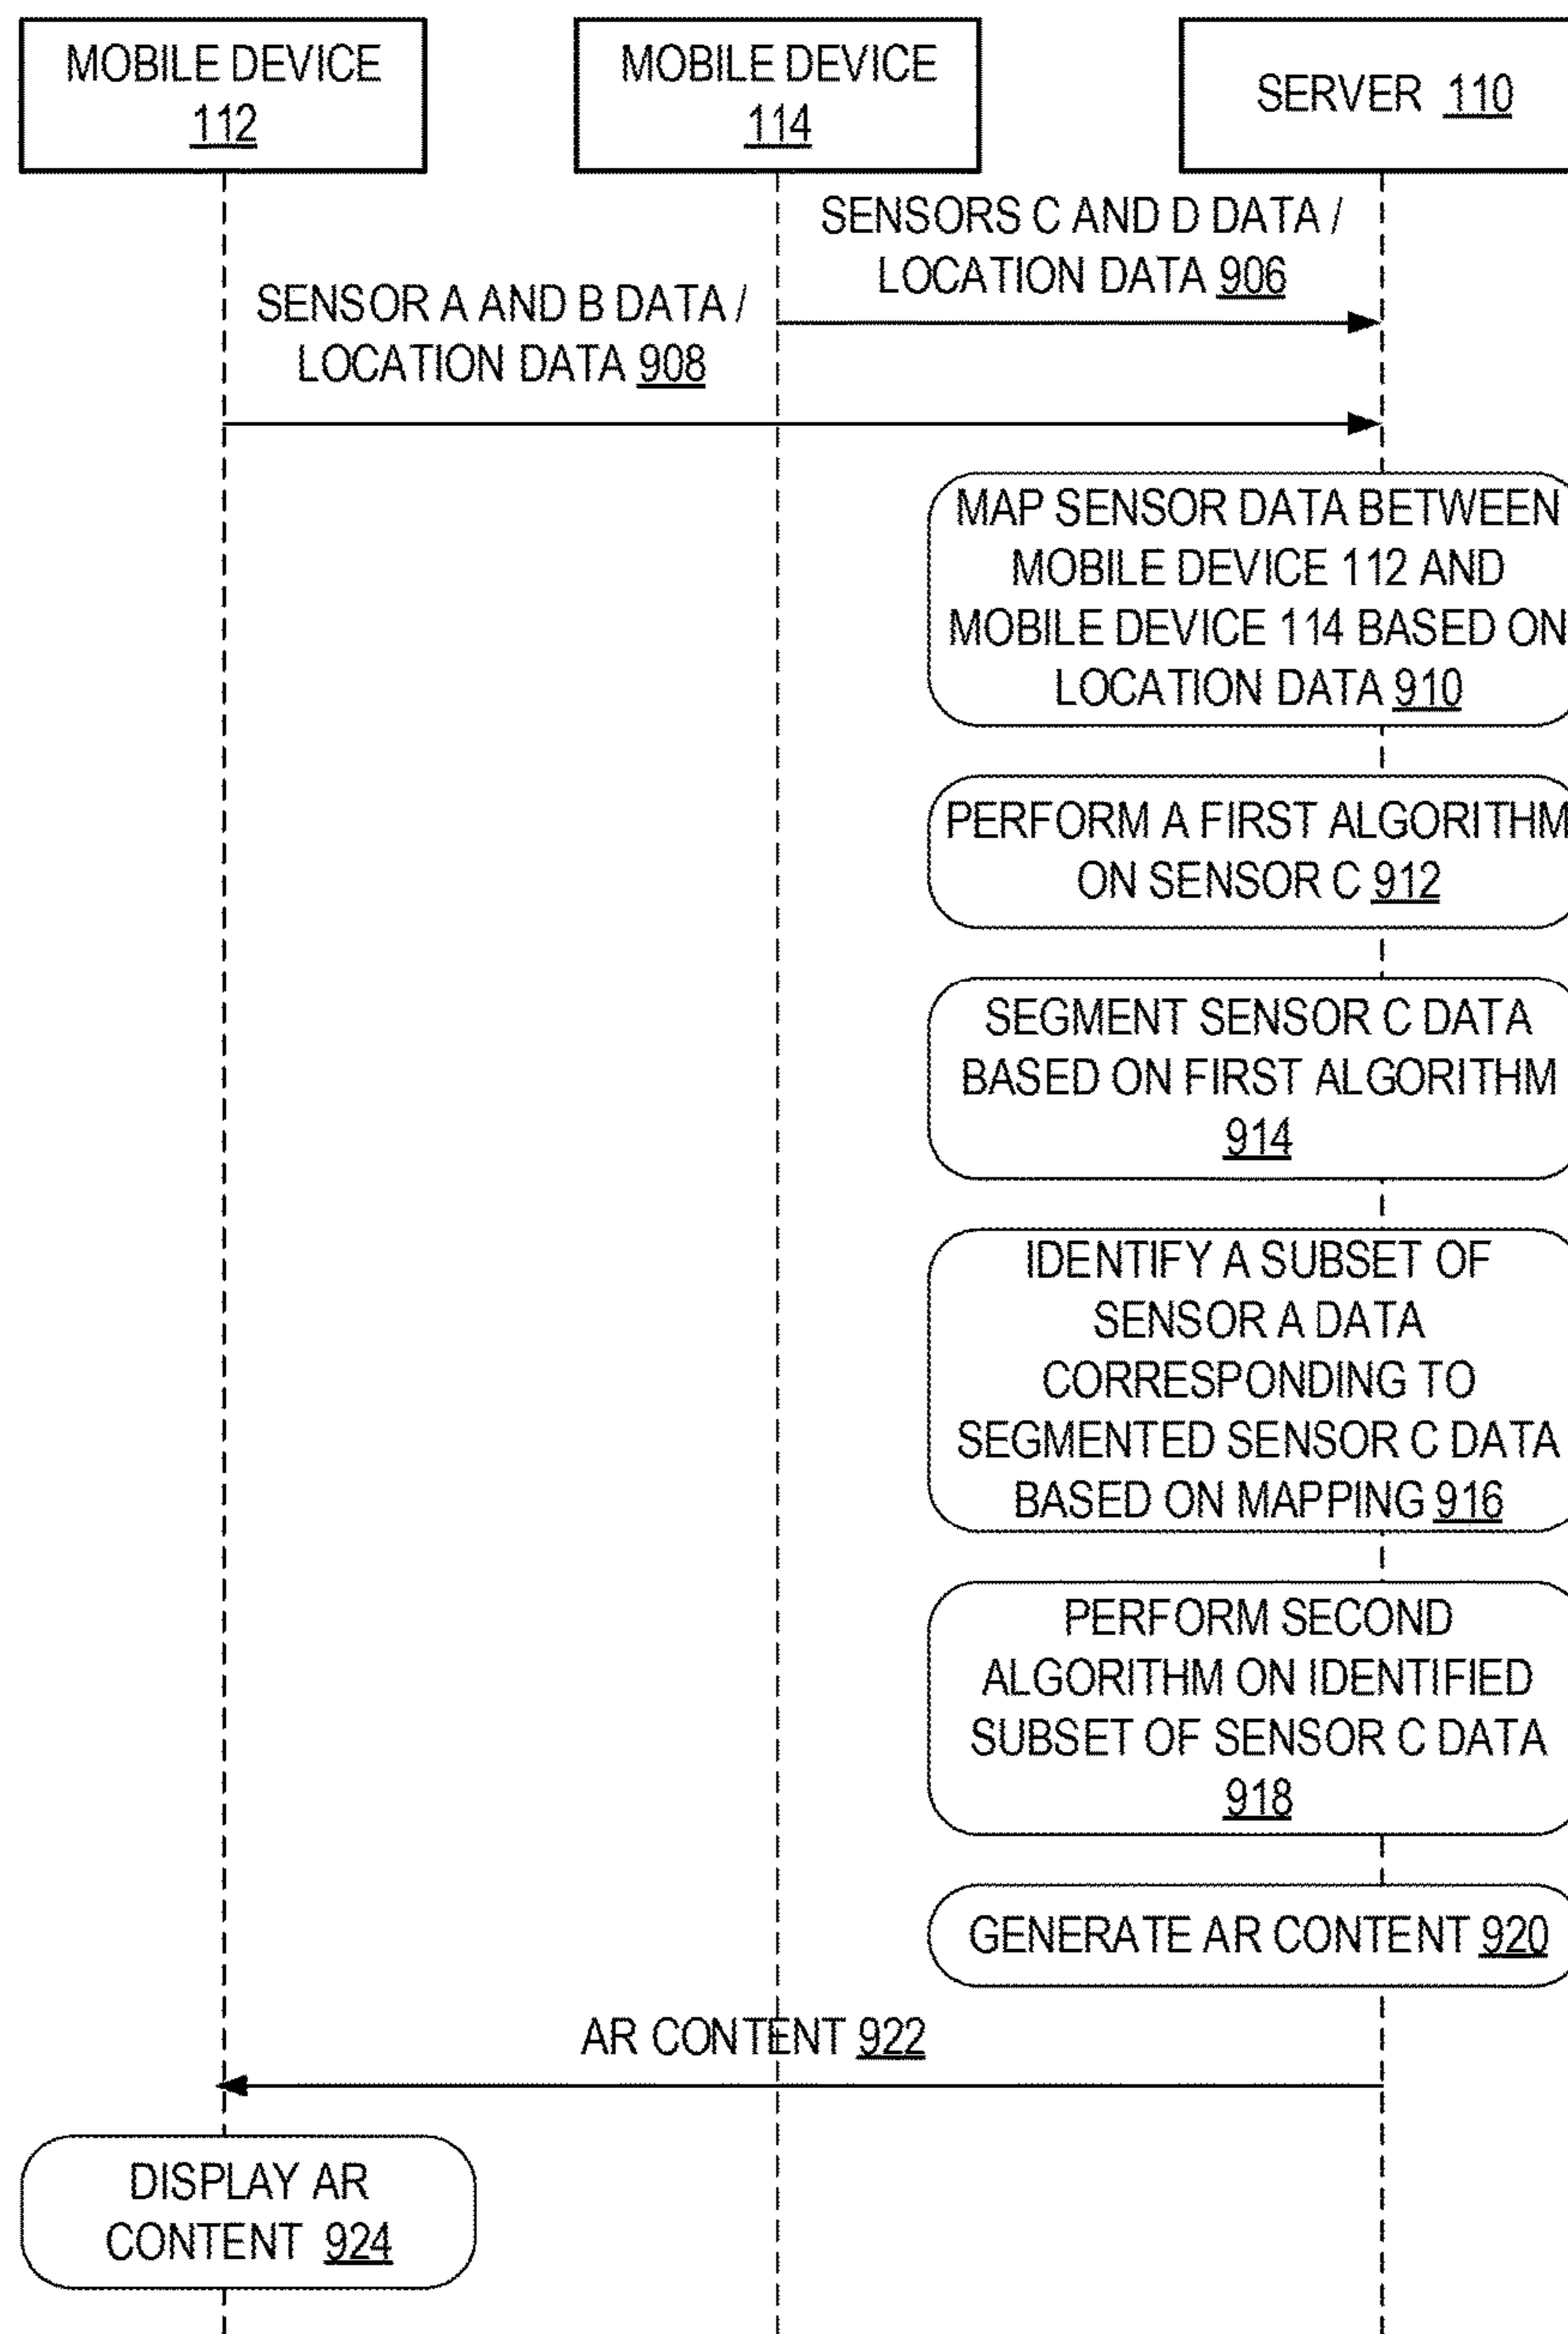 MOBILE DEVICE
112
MOBILE DEVICE
114
SERVER 110
SENSORS C AND D DATA /
LOCATION DATA 906
SENSOR A AND B DATA /
LOCATION DATA 908
MAP SENSOR DATA BETWEEN
MOBILE DEVICE 112 AND
MOBILE DEVICE 114 BASED ON
LOCATION DATA 910
PERFORM A FIRST ALGORITHM
ON SENSOR C 912
SEGMENT SENSOR C DATA
BASED ON FIRST ALGORITHM
914
IDENTIFY A SUBSET OF
SENSOR A DATA
CORRESPONDING TO
SEGMENTED SENSOR C DATA
BASED ON MAPPING 916
PERFORM SECOND
ALGORITHM ON IDENTIFIED
SUBSET OF SENSOR C DATA
918
GENERATE AR CONTENT 920
AR CONTENT 922
DISPLAY AR
CONTENT 924